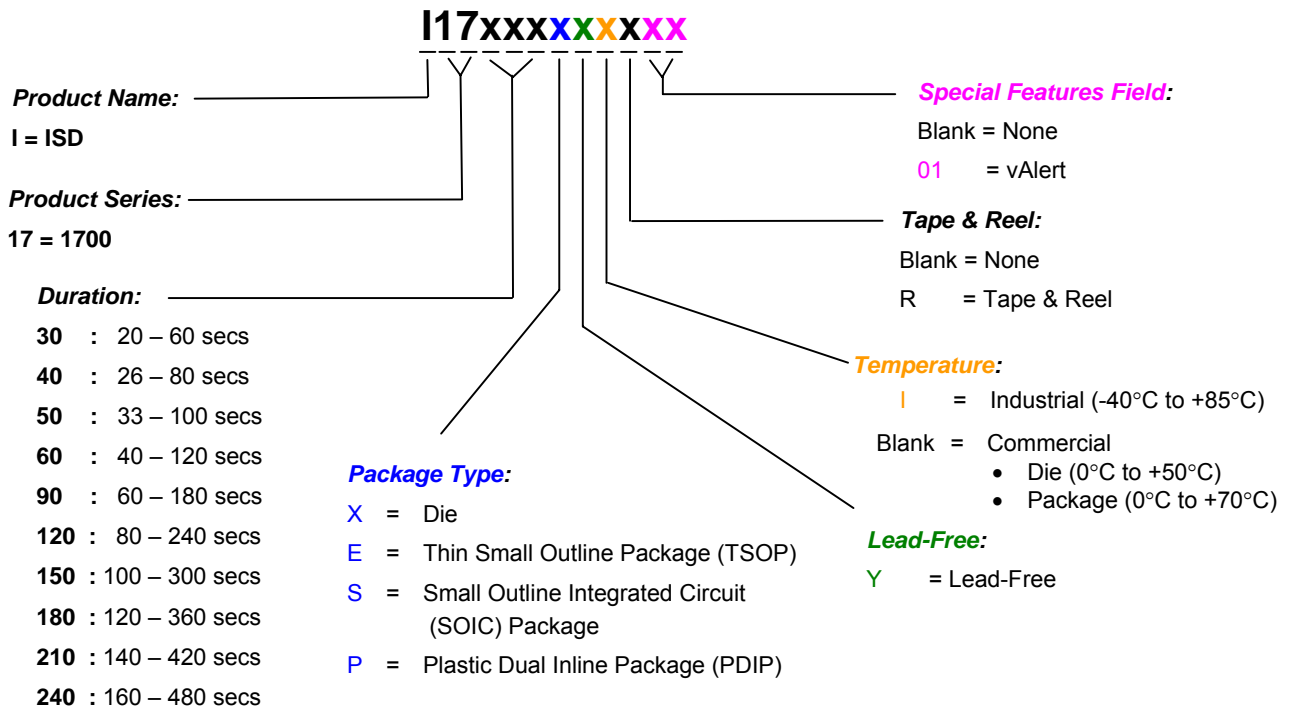 I17xxxxxxxxx
Product Name:
I = ISD
Product Series:
17 = 1700
Duration:
30 : 20 – 60 secs
40 : 26 – 80 secs
50 : 33 – 100 secs
60 : 40 – 120 secs
90 : 60 – 180 secs
120 : 80 – 240 secs
150 : 100 – 300 secs
180 : 120 – 360 secs
210 : 140 – 420 secs
240 : 160 – 480 secs
Package Type:
X = Die
E = Thin Small Outline Package (TSOP)
S = Small Outline Integrated Circuit
(SOIC) Package
P = Plastic Dual Inline Package (PDIP)
Special Features Field:
Blank = None
01 = vAlert
Tape & Reel:
Blank = None
R = Tape & Reel
Temperature:
I = Industrial (-40°C to +85°C)
Blank = Commercial
• Die (0°C to +50°C)
• Package (0°C to +70°C)
Lead-Free:
Y = Lead-Free